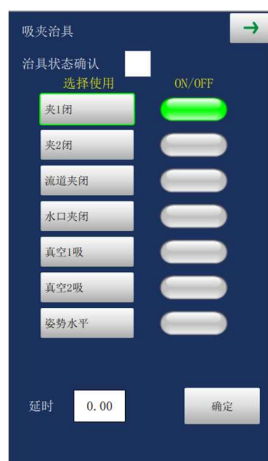 吸夹治具
治具状态确认
选择使用 ON/OFF
夹1闭
夹2闭
流道夹闭
水口夹闭
真空1吸
真空2吸
姿势水平
延时 0.00 确定